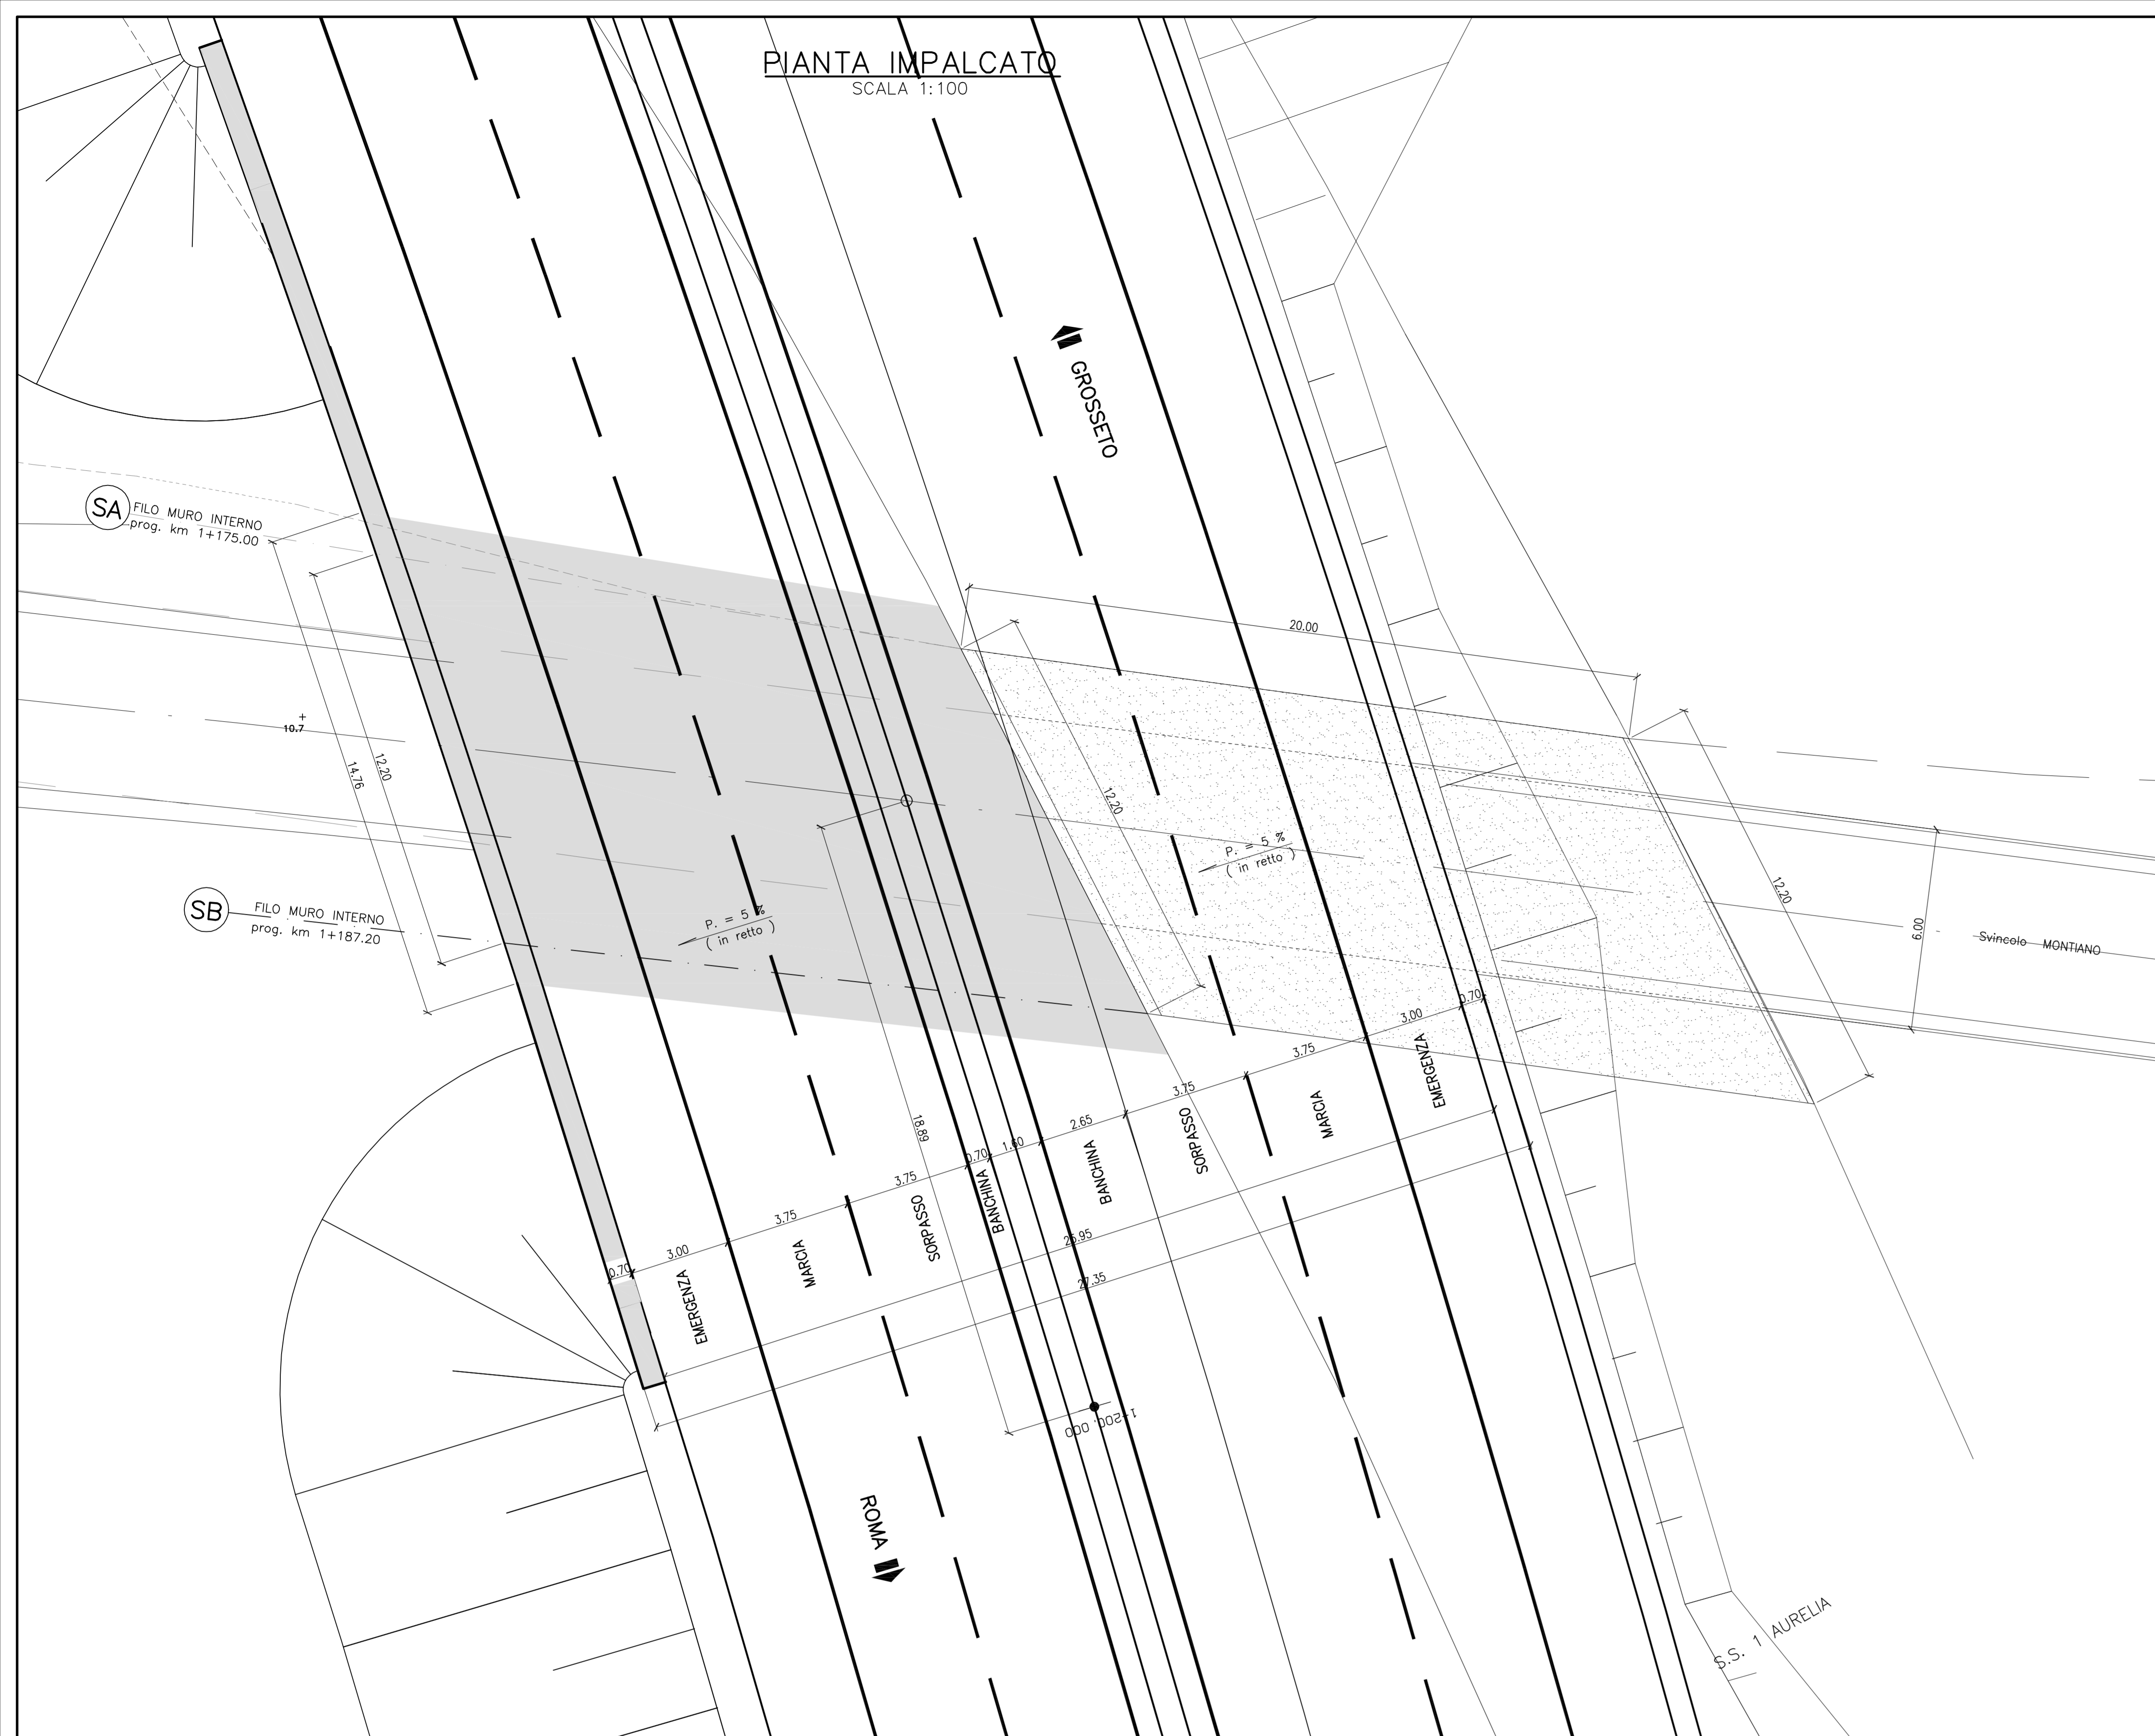 PIANTA IMPALCATO
SCALA 1:100
GROSSETO
SA
FILO MURO INTERNO
prog. km 1+175.00
20.00
10.7
14.76
12.20
12.20
P. = 5 %
( in retto )
12.20
6.00
Svincolo MONTIANO
SB
FILO MURO INTERNO
prog. km 1+187.20
P. = 5 %
( in retto )
18.89
0.70
3.00
3.75
3.75
0.70
1.60
2.65
3.75
3.75
3.00
0.70
EMERGENZA
MARCIA
SORPASSO
BANCHINA
BANCHINA
SORPASSO
MARCIA
EMERGENZA
25.95
27.35
1+200.000
ROMA
S.S. 1 AURELIA